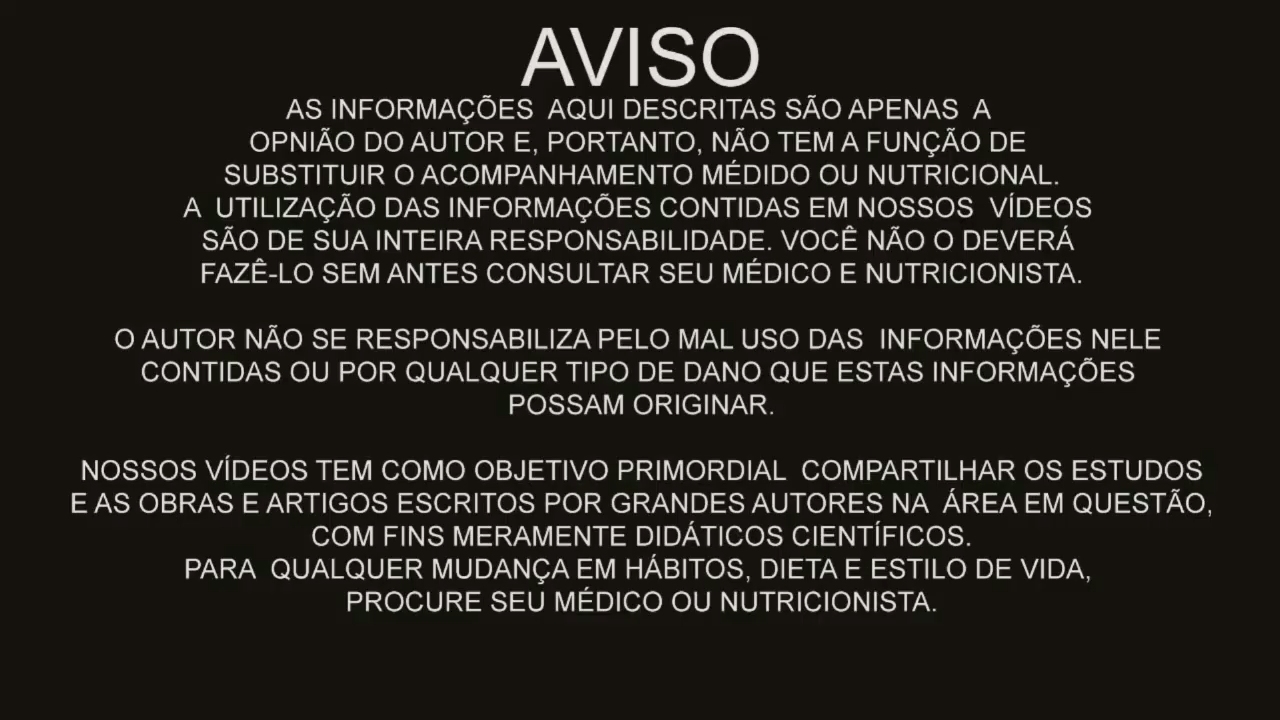 AVISO
AS INFORMAÇÕES AQUI DESCRITAS SÃO APENAS A
OPNIÃO DO AUTOR E, PORTANTO, NÃO TEM A FUNÇÃO DE
SUBSTITUIR O ACOMPANHAMENTO MÉDIDO OU NUTRICIONAL.
A UTILIZAÇÃO DAS INFORMAÇÕES CONTIDAS EM NOSSOS VÍDEOS
SÃO DE SUA INTEIRA RESPONSABILIDADE. VOCÊ NÃO O DEVERÁ
FAZÊ-LO SEM ANTES CONSULTAR SEU MÉDICO E NUTRICIONISTA.
O AUTOR NÃO SE RESPONSABILIZA PELO MAL USO DAS INFORMAÇÕES NELE
CONTIDAS OU POR QUALQUER TIPO DE DANO QUE ESTAS INFORMAÇÕES
POSSAM ORIGINAR.
NOSSOS VÍDEOS TEM COMO OBJETIVO PRIMORDIAL COMPARTILHAR OS ESTUDOS
E AS OBRAS E ARTIGOS ESCRITOS POR GRANDES AUTORES NA ÁREA EM QUESTÃO,
COM FINS MERAMENTE DIDÁTICOS CIENTÍFICOS.
PARA QUALQUER MUDANÇA EM HÁBITOS, DIETA E ESTILO DE VIDA,
PROCURE SEU MÉDICO OU NUTRICIONISTA.